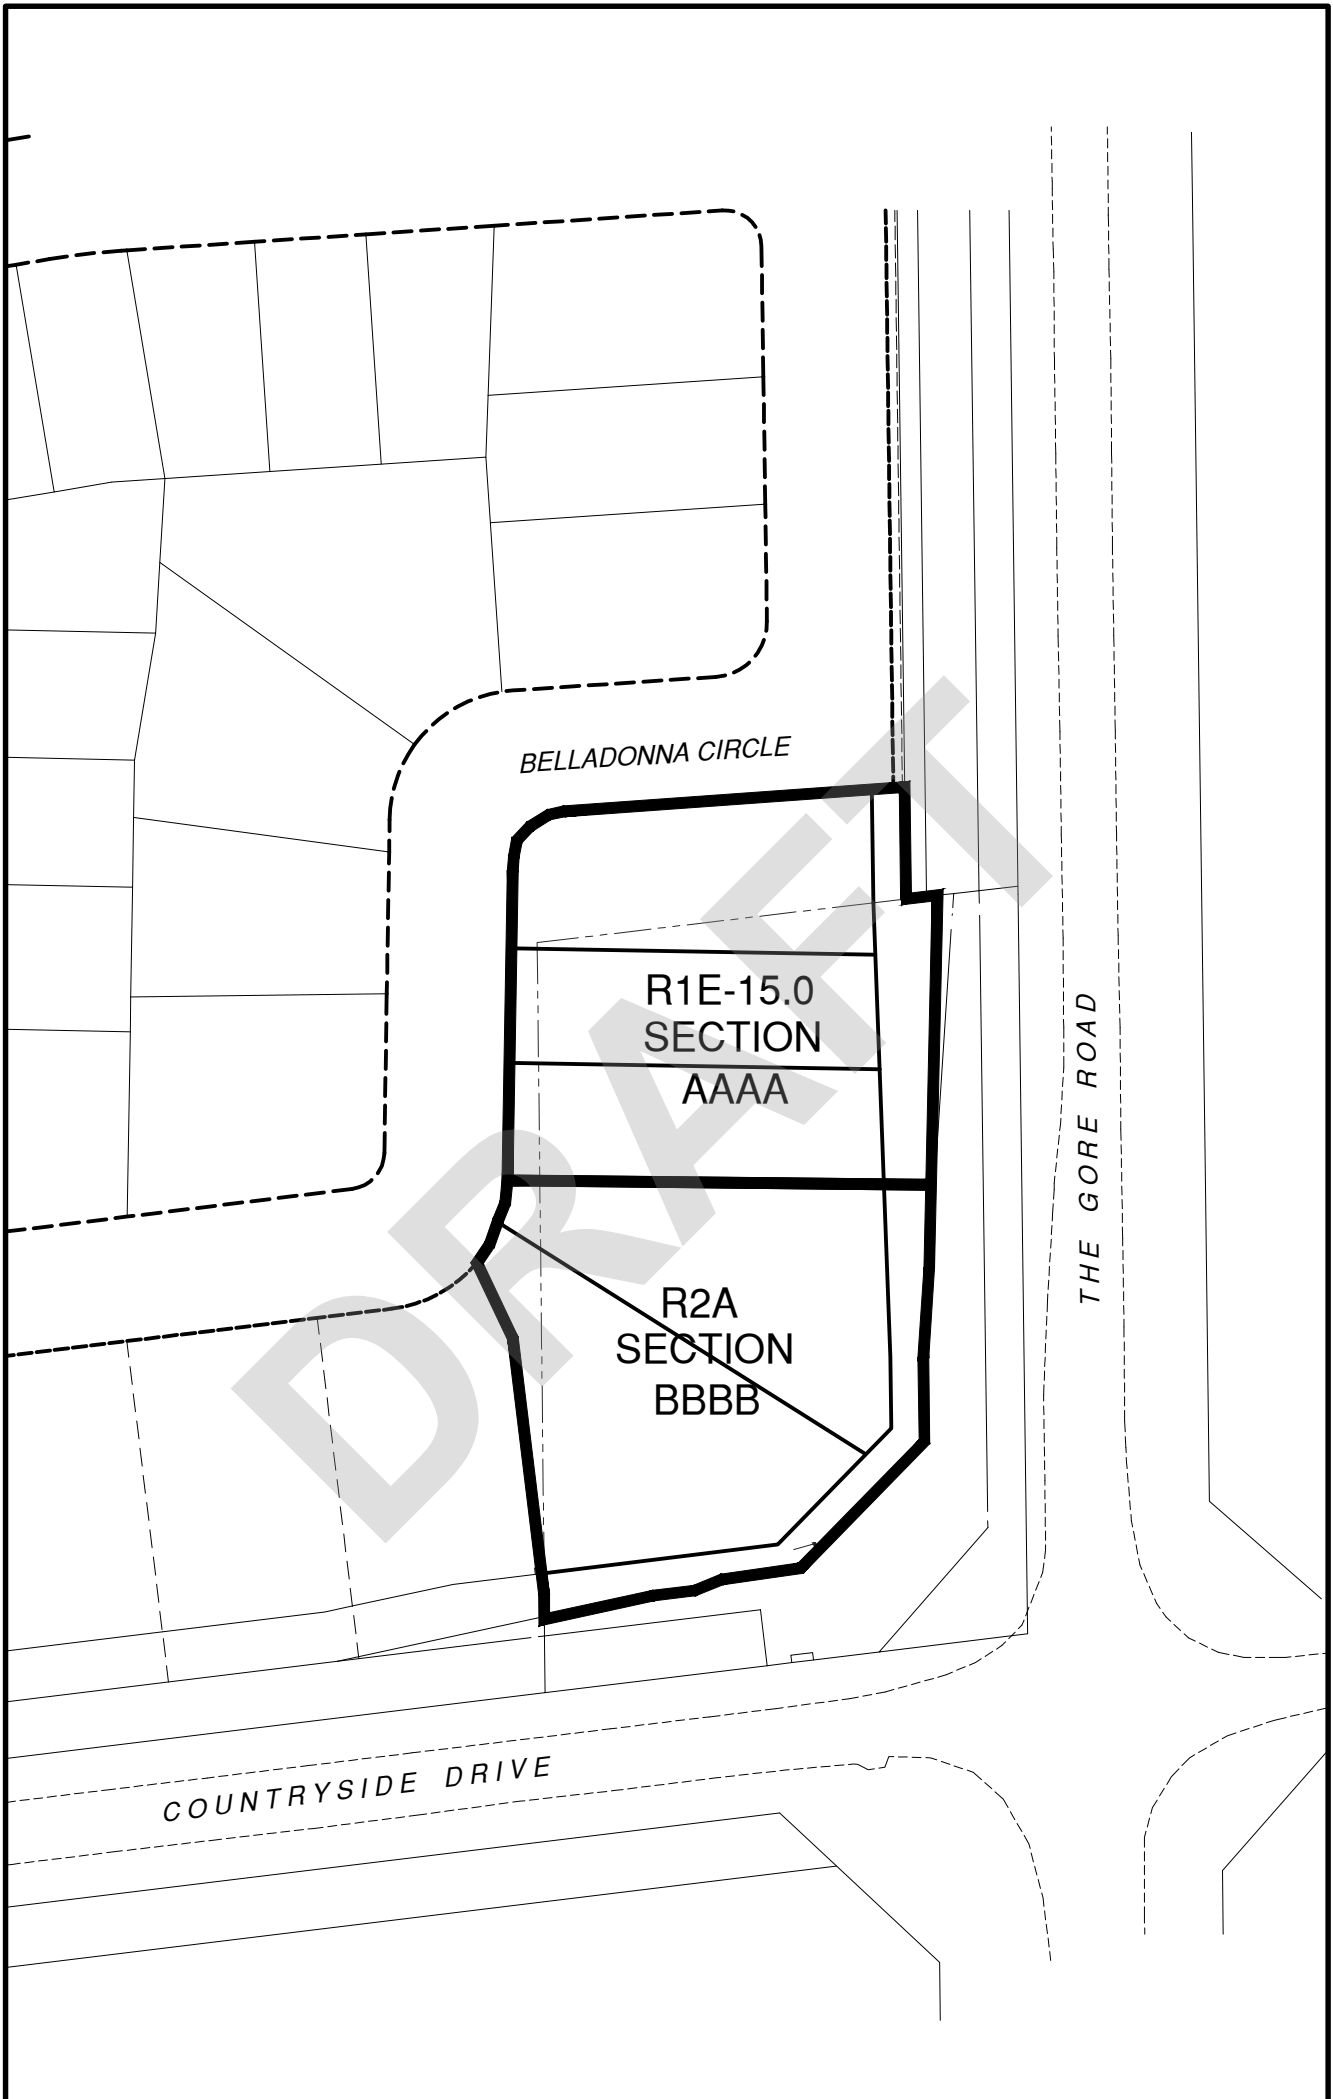 BELLADONNA CIRCLE
R1E-15.0
SECTION
AAAA
THE GORE ROAD
R2A
SECTION
BBBB
COUNTRYSIDE DRIVE
DRAFT